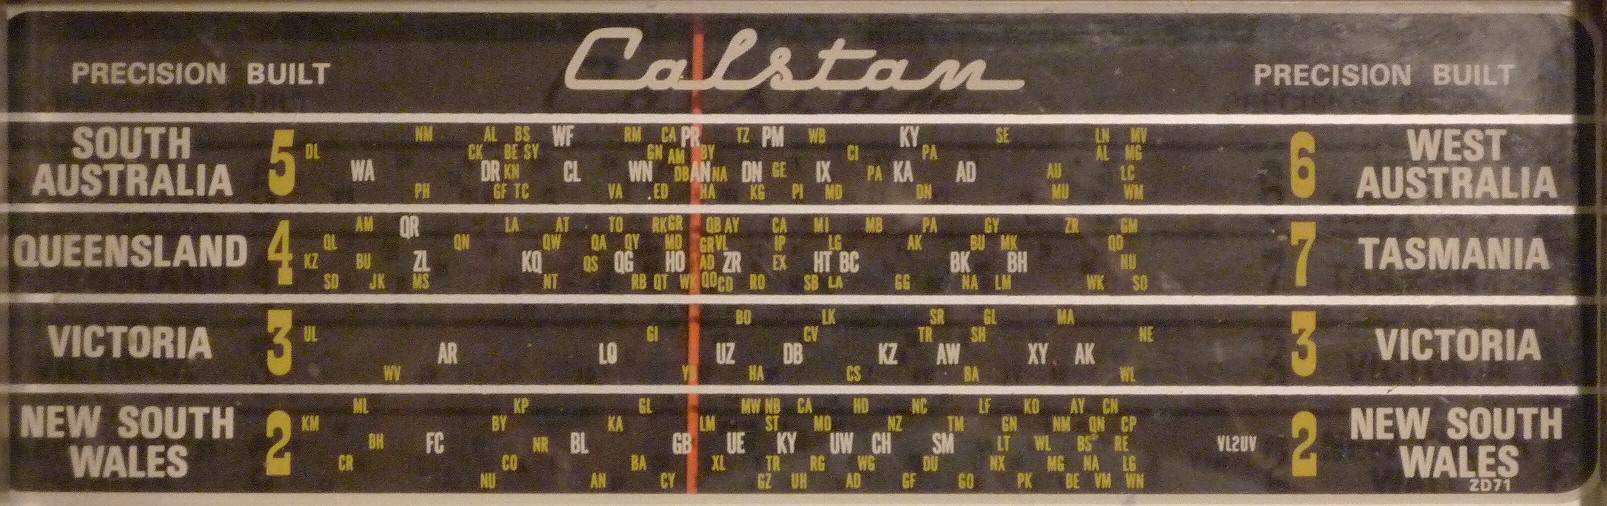 Calstan
PRECISION BUILT
PRECISION BUILT
SOUTH AUSTRALIA 5
NM AL BS WF RM CA PR TZ PM WB KY SE LN MV
DL CK BE SY GN AM BY CI PA AL MG
WA DR KN CL WN DB AN NA DN GE IX PA KA AD AU LC
PH GF TC VA ED HA KG PI MD DN MU WM
6 WEST AUSTRALIA
QUEENSLAND 4
AM QR LA AT TO RK GR QB AY CA MI MB PA GY ZR GM
QL QN QW QA QY MD GR VL IP LG AK BU MK QD
KZ BU ZL KQ QS QG HO AD ZR EX HT BC BK BH NU
SD JK MS NT RB QT WK QO CD RO SB LA GG NA LM WK SO
7 TASMANIA
VICTORIA 3
BO LK SR GL MA
UL GI CV TR SH NE
AR LO UZ DB KZ AW XY AK
WV HA CS BA WL
3 VICTORIA
NEW SOUTH WALES 2
ML KP GL MW NB CA HD NC LF KO AY CN
KM BY KA LM ST MO NZ TM GN NM QN CP
BH FC NR BL GB UE KY UW CH SM LT WL BS RE VL2UV
CR CO BA XL TR RG WG DU NX MG NA LG
NU AN CY GZ UH AD GF GO PK BE VM WN
2 NEW SOUTH WALES
ZD71